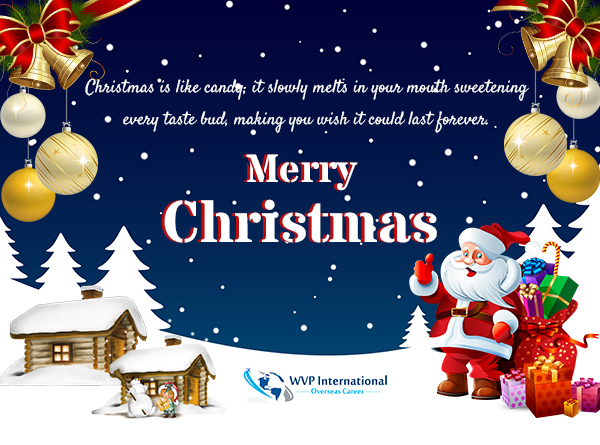 Christmas is like candy; it slowly melts in your mouth sweetening
every taste bud, making you wish it could last forever.
Merry
Christmas
WVP International
Overseas Career